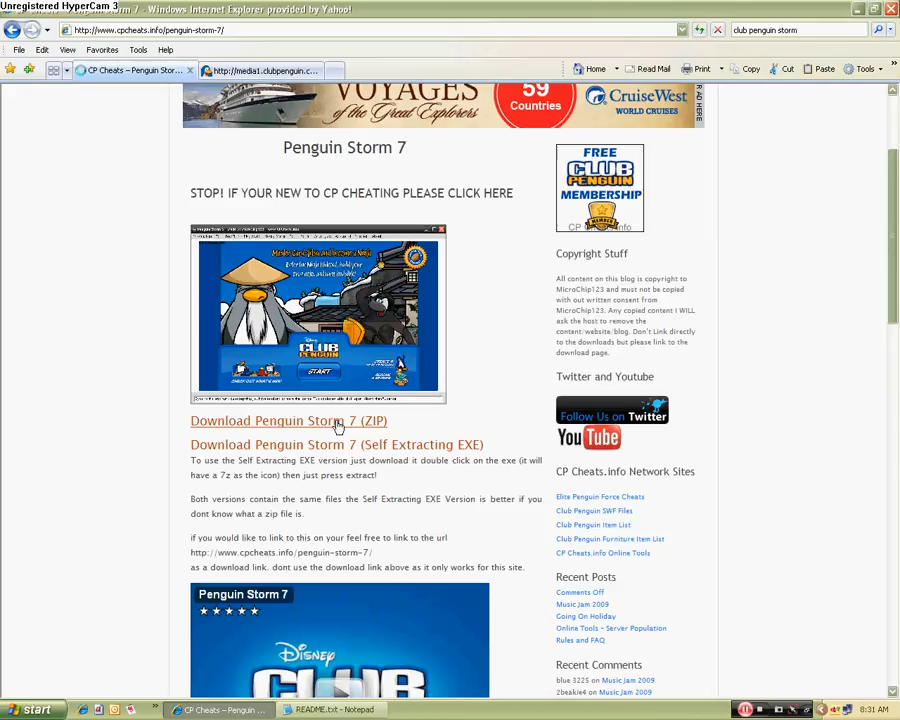 Unregistered HyperCam 3
7 - Windows Internet Explorer provided by Yahoo!
http://www.cpcheats.info/penguin-storm-7/
club penguin storm
File Edit View Favorites Tools Help
CP Cheats – Penguin Stor...
http://media1.clubpenguin.c...
Home
Read Mail
Print
Copy
Cut
Paste
Tools
VOYAGES
of the Great Explorers
59
Countries
CRUISEWEST
WORLD CRUISES
Penguin Storm 7
STOP! IF YOUR NEW TO CP CHEATING PLEASE CLICK HERE
Disney
CLUB
PENGUIN
START
Download Penguin Storm 7 (ZIP)
Download Penguin Storm 7 (Self Extracting EXE)
To use the Self Extracting EXE version just download it double click on the exe (it will
have a 7z as the icon) then just press extract!
Both versions contain the same files the Self Extracting EXE Version is better if you
dont know what a zip file is.
if you would like to link to this on your feel free to link to the url
http://www.cpcheats.info/penguin-storm-7/
as a download link. dont use the download link above as it only works for this site.
Penguin Storm 7
Disney
CLUB
FREE
CLUB
PENGUIN
MEMBERSHIP
Copyright Stuff
All content on this blog is copyright to
MicroChip123 and must not be copied
with out written consent from
MicroChip123. Any copied content I WILL
ask the host to remove the
content/website/blog. Don't Link directly
to the downloads but please link to the
download page.
Twitter and Youtube
Follow Us on Twitter
YouTube
CP Cheats.info Network Sites
Elite Penguin Force Cheats
Club Penguin SWF Files
Club Penguin Item List
Club Penguin Furniture Item List
CP Cheats.info Online Tools
Recent Posts
Comments Off
Music Jam 2009
Going On Holiday
Online Tools - Server Population
Rules and FAQ
Recent Comments
blue 3225 on Music Jam 2009
2beakie4 on Music Jam 2009
start
CP Cheats – Penguin ...
README.txt - Notepad
8:31 AM